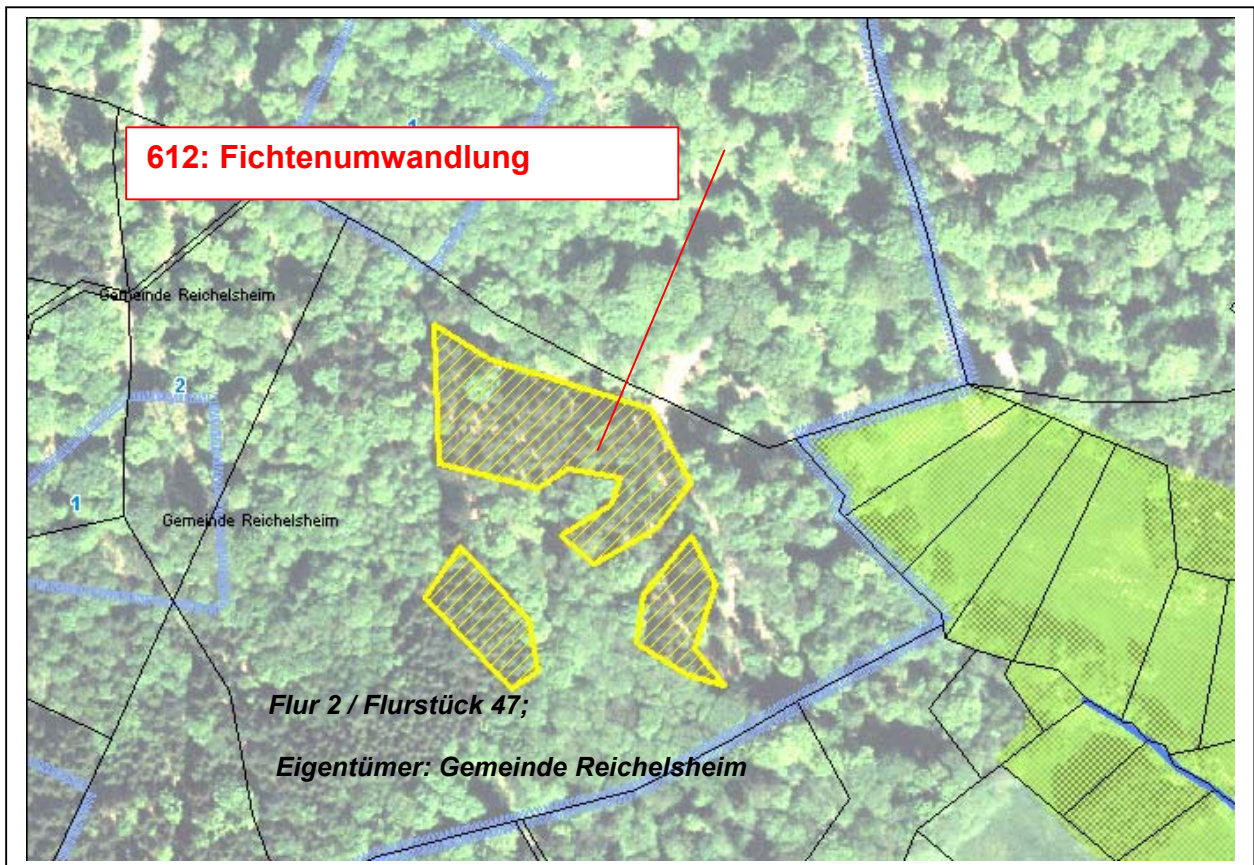 1
612: Fichtenumwandlung
Gemeinde Reichelsheim
2
1
Gemeinde Reichelsheim
Flur 2 / Flurstück 47;
Eigentümer: Gemeinde Reichelsheim